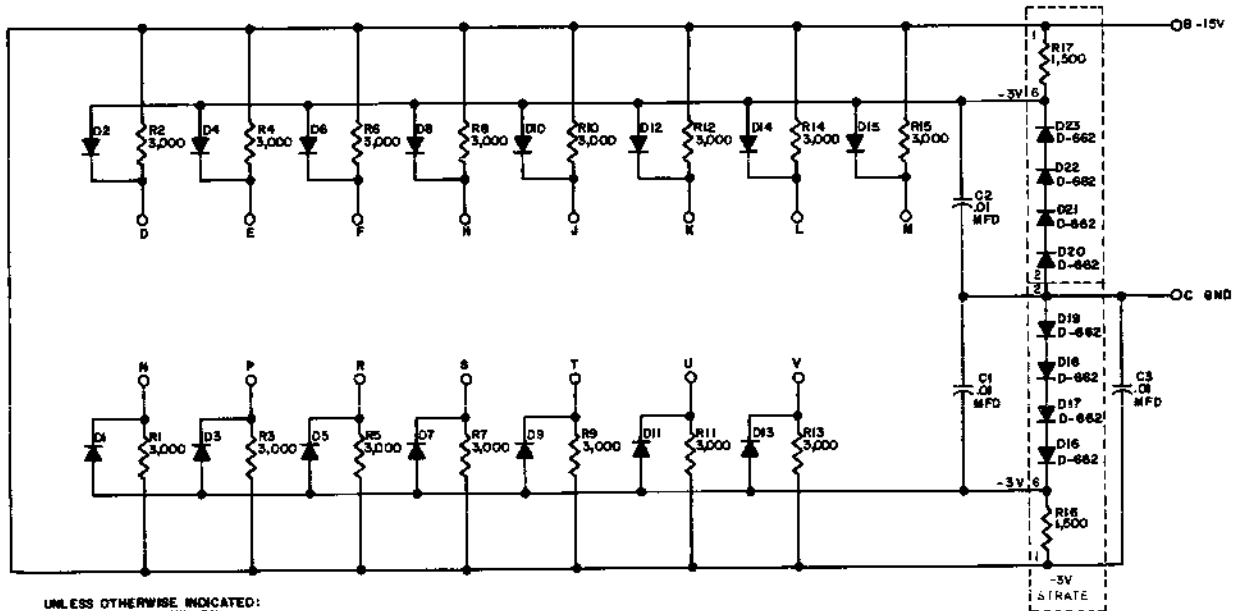 B -15V
1
R17
1,500
-3V 6
D2
R2
3,000
D4
R4
3,000
D6
R6
3,000
D8
R8
3,000
D10
R10
3,000
D12
R12
3,000
D14
R14
3,000
D15
R15
3,000
D23
D-662
D22
D-662
D21
D-662
D20
D-662
C2
.01
MFD
D
E
F
H
J
K
L
M
2
2
C GND
D19
D-662
D18
D-662
D17
D-662
D16
D-662
C1
.01
MFD
C3
.01
MFD
N
P
R
S
T
U
V
D1
R1
3,000
D3
R3
3,000
D5
R5
3,000
D7
R7
3,000
D9
R9
3,000
D11
R11
3,000
D13
R13
3,000
-3V 6
R16
1,500
1
-3V
STRATE
UNLESS OTHERWISE INDICATED: